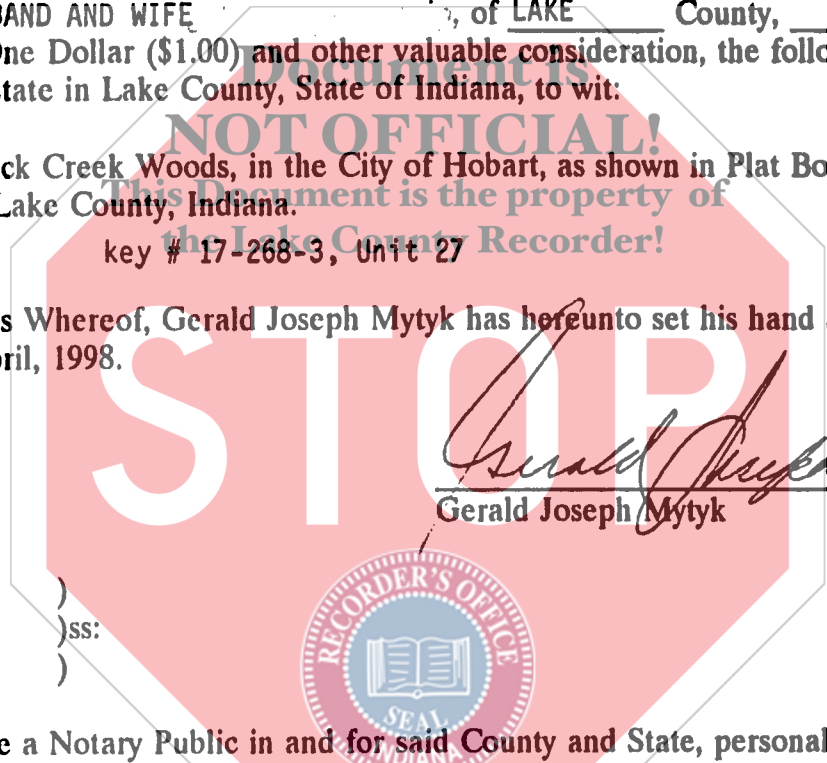 BAND AND WIFE , of LAKE County,
One Dollar ($1.00) and other valuable consideration, the follo
state in Lake County, State of Indiana, to wit:
Document is
NOT OFFICIAL!
ck Creek Woods, in the City of Hobart, as shown in Plat Bo
This Document is the property of
Lake County, Indiana.
the Lake County Recorder!
key # 17-268-3, Unit 27
s Whereof, Gerald Joseph Mytyk has hereunto set his hand
pril, 1998.
STOP
Gerald Joseph
Gerald Joseph Mytyk
)
)ss:
)
RECORDER'S OFFICE
SEAL
INDIANA
e a Notary Public in and for said County and State, personal